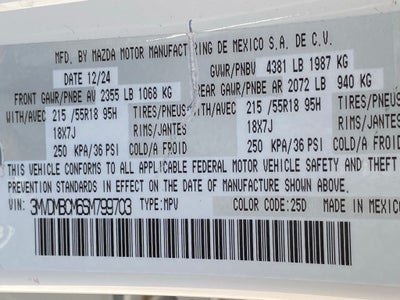 MFD. BY MAZDA MOTOR MANUFACTURING DE MEXICO S.A. DE C.V.
DATE 12/24 GVWR/PNBV 4381 LB 1987 KG
FRONT GAWR/PNBE AV 2355 LB 1068 KG REAR GAWR/PNBE AR 2072 LB 940 KG
WITH/AVEC 215 /55R18 95H TIRES/PNEUS WITH/AVEC 215 /55R18 95H TIRES/PNEUS
18X7J RIMS/JANTES 18X7J RIMS/JANTES
250 KPA/36 PSI COLD/A FROID 250 KPA/36 PSI COLD/A FROID
THIS VEHICLE CONFORMS TO ALL APPLICABLE FEDERAL MOTOR VEHICLE SAFETY AND THEFT
PREVENTION STANDARDS IN EFFECT ON THE DATE OF MANUFACTURE SHOWN ABOVE.
VIN: 3MVDMBCM6SM799703 TYPE: MPV COLOR CODE: 25D MADE IN MEXICO